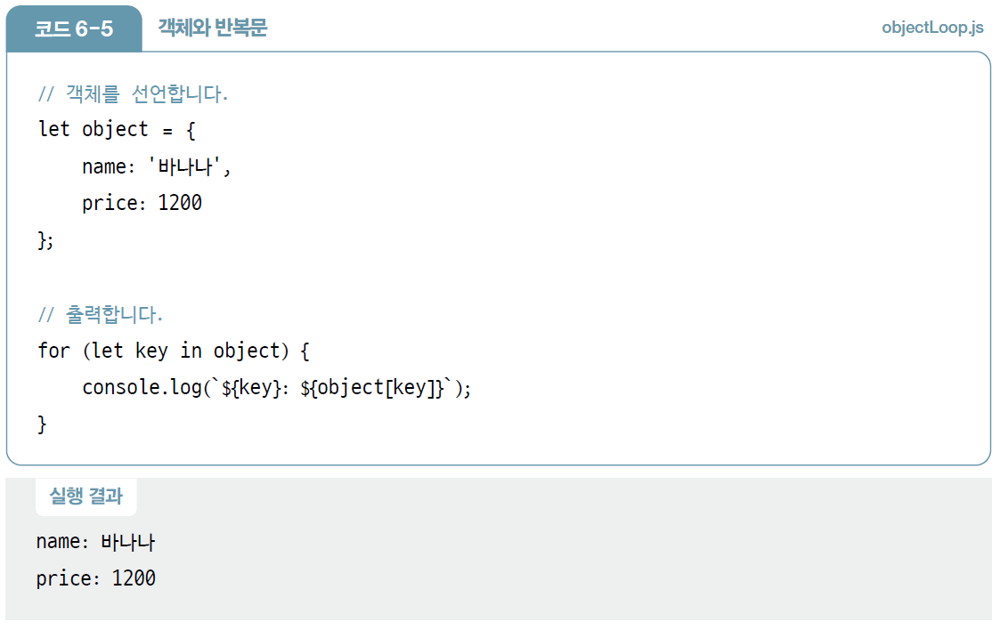 코드 6-5 객체와 반복문 objectLoop.js
// 객체를 선언합니다.
let object = {
    name: '바나나',
    price: 1200
};
// 출력합니다.
for (let key in object) {
    console.log(`${key}: ${object[key]}`);
}
실행 결과
name: 바나나
price: 1200